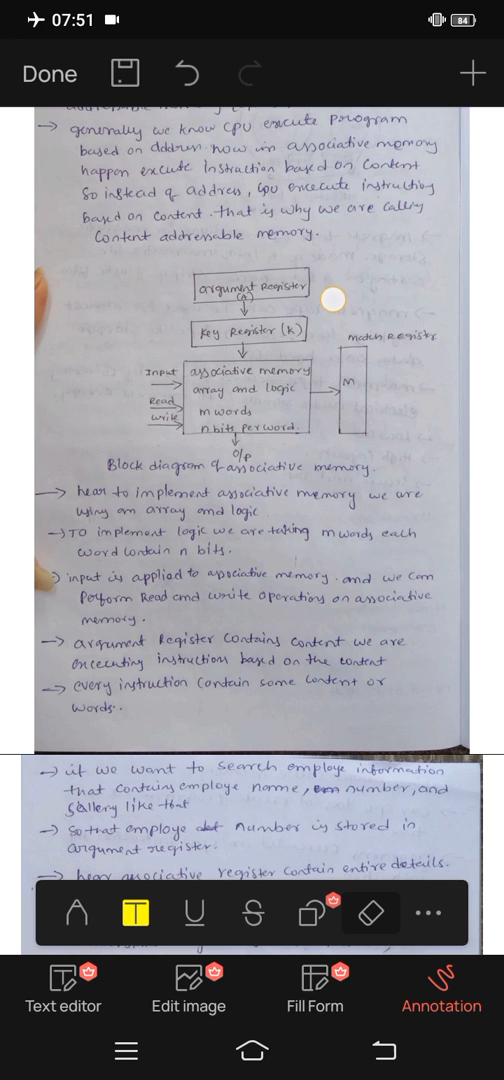 07:51
84
Done
→ generally we know CPU execute program
based on address. now in associative memory
happen excute Instruction based on Content
So instead of address, CPU execute instruction
based on content. that is why we are calling
Content addressable memory.
argument Register
(A)
Key Register (K)
Match Registr
Input
Read
write
associative memory
array and logic
m words
n bits per word.
M
O/p
Block diagram of associative memory.
→ hear to implement associative memory we are
using an array and logic
→ TO implement logic we are taking m words each
word contain n bits.
input is applied to associative memory. and we can
perform Read and write operations on associative
memory.
→ argument Register contains content we are
executing instructions based on the content
→ every instruction contain some content or
words.
→ if we want to search employe information
that contains employe name, number, and
sallery like that
→ so that employe number is stored in
argument register.
→ hear associative register contain entire details.
Text editor
Edit image
Fill Form
Annotation